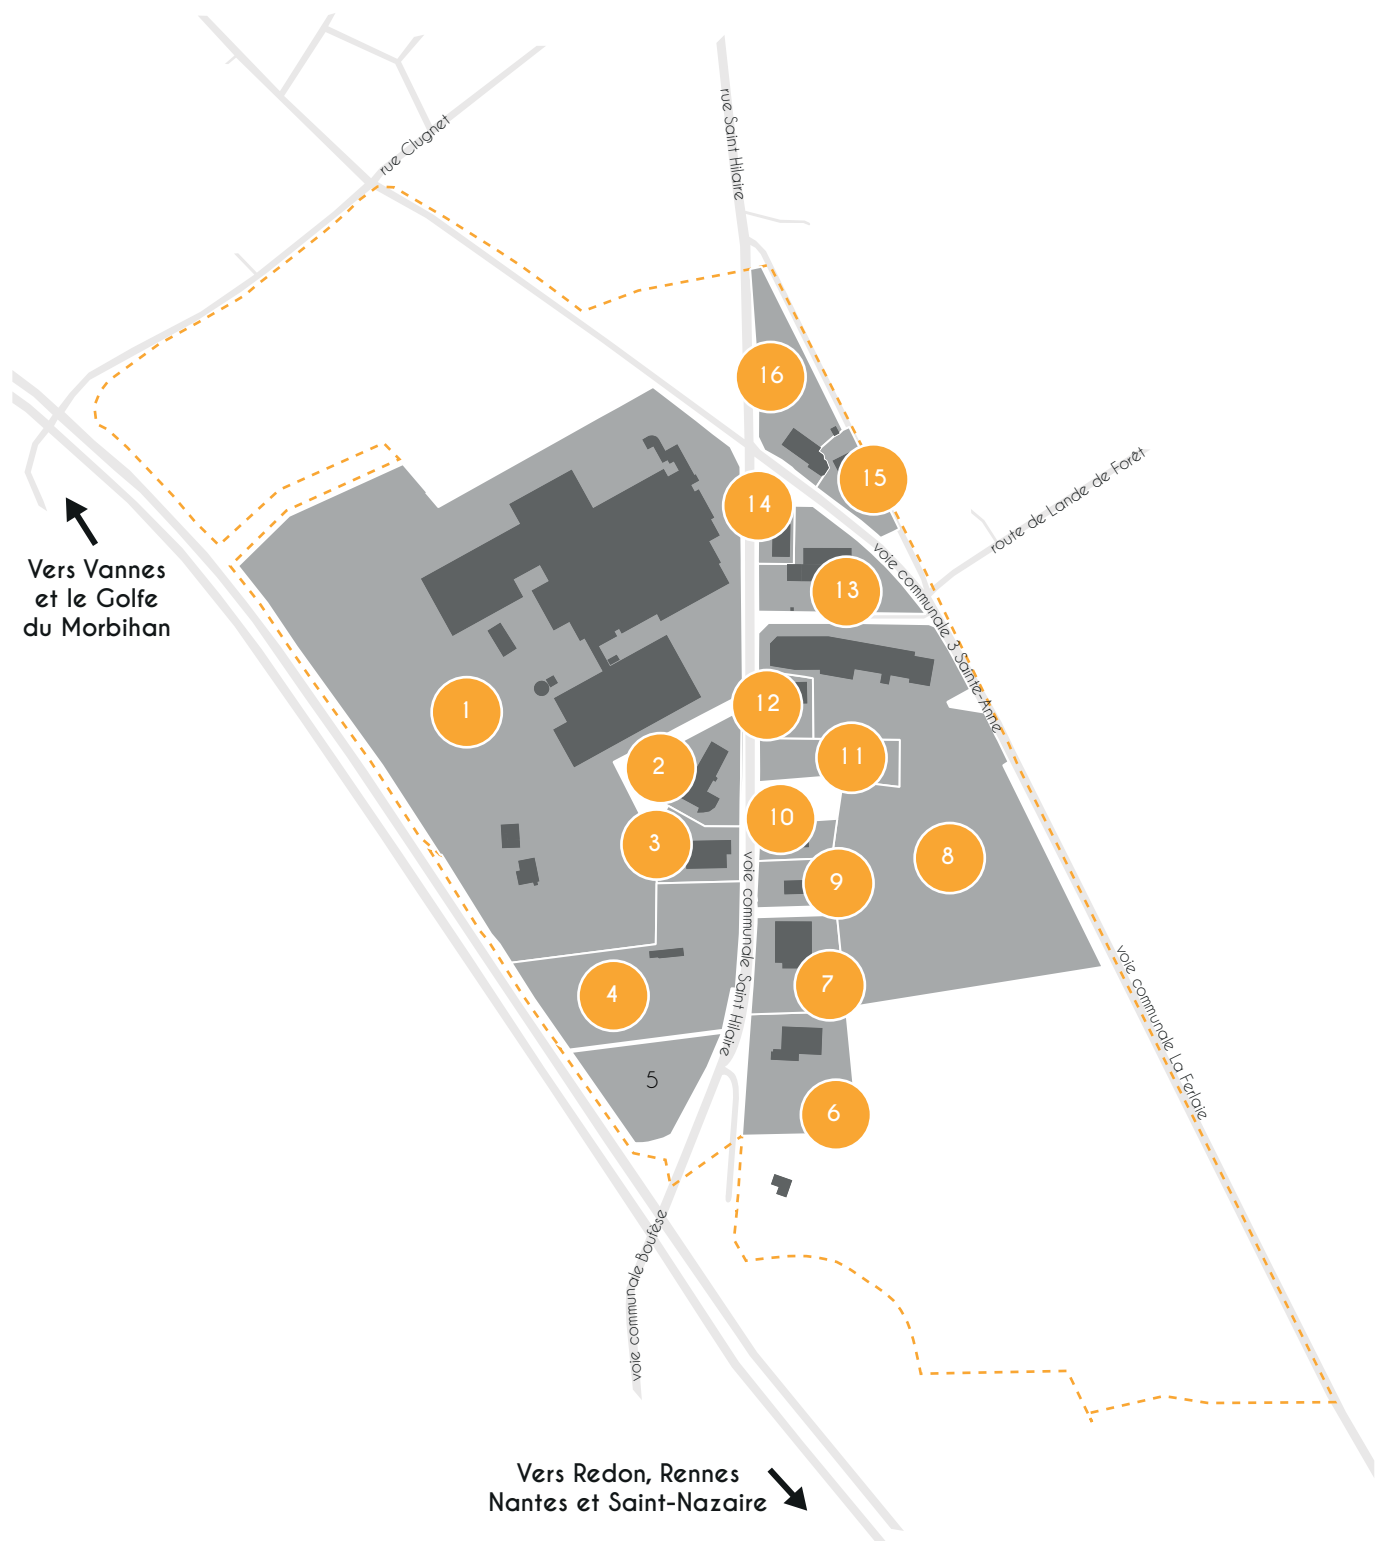 rue Clugnet
rue Saint Hilaire
16
15
14
route de Lande de Forêt
voie communale 3 Sainte-Anne
13
Vers Vannes
et le Golfe
du Morbihan
1
12
2
11
10
3
8
9
voie communale Saint Hilaire
4
7
voie communale La Ferlaie
5
6
voie communale Boufèse
Vers Redon, Rennes
Nantes et Saint-Nazaire